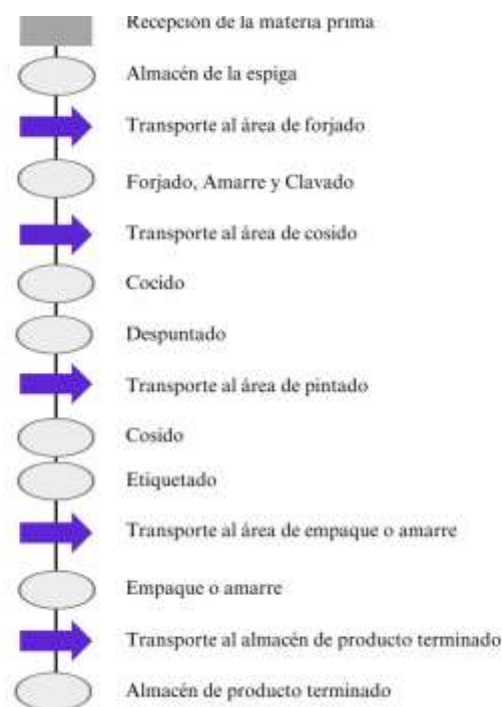 Recepción de la materia prima
Almacén de la espiga
Transporte al área de forjado
Forjado, Amarre y Clavado
Transporte al área de cosido
Cocido
Despuntado
Transporte al área de pintado
Cosido
Etiquetado
Transporte al área de empaque o amarre
Empaque o amarre
Transporte al almacén de producto terminado
Almacén de producto terminado